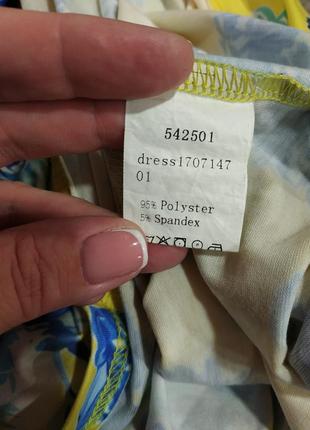 542501
dress1707147
01
95% Polyster
5% Spandex